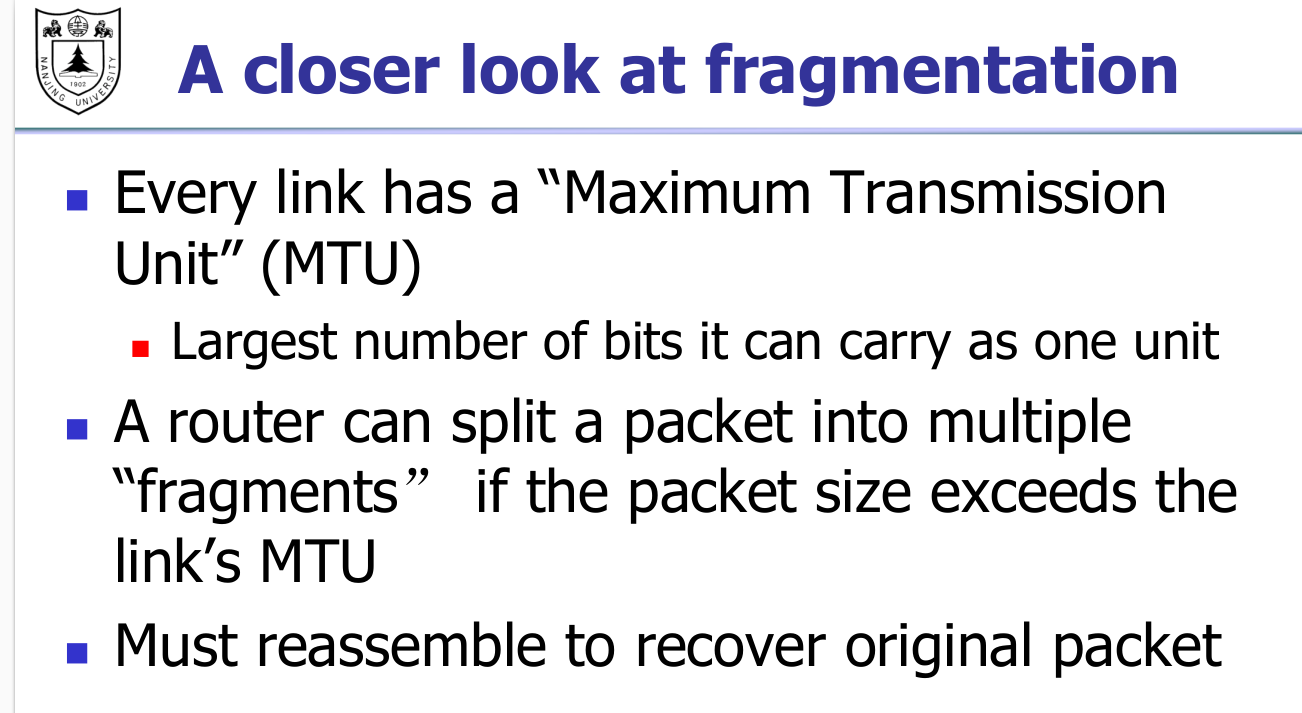 NANJING UNIVERSITY
1902
A closer look at fragmentation
Every link has a “Maximum Transmission
Unit” (MTU)
Largest number of bits it can carry as one unit
A router can split a packet into multiple
“fragments” if the packet size exceeds the
link’s MTU
Must reassemble to recover original packet